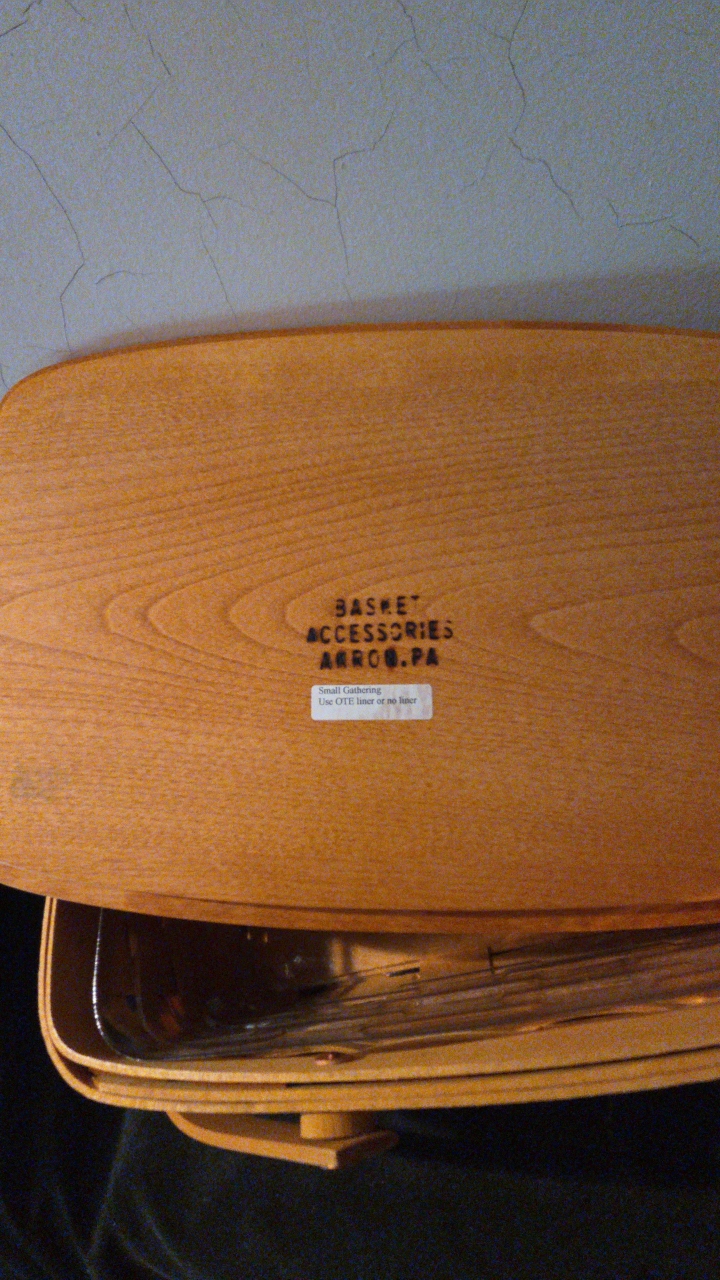 BASKET
ACCESSORIES
AKRON.PA
Small Gathering
Use OTE liner or no liner